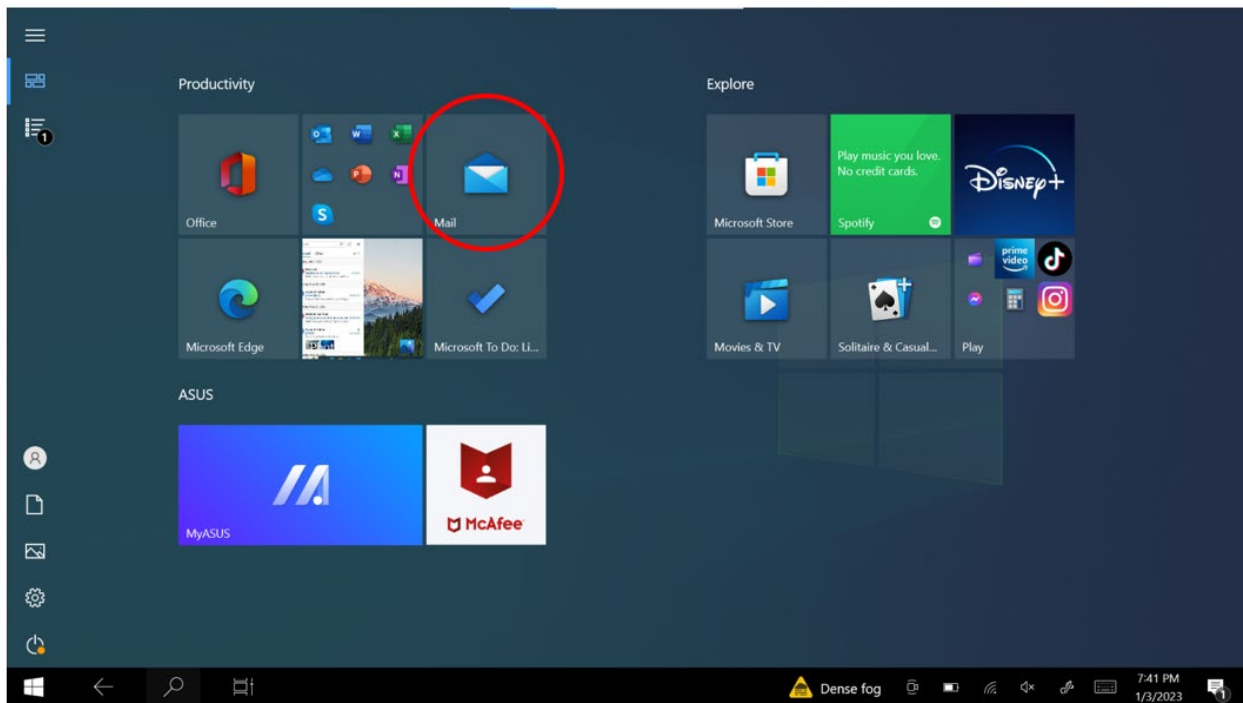 1
Productivity
Office
Mail
Microsoft Edge
Microsoft To Do: Li...
ASUS
MyASUS
McAfee
Explore
Microsoft Store
Play music you love.
No credit cards.
Spotify
Disney+
prime
video
Movies & TV
Solitaire & Casual...
Play
Dense fog
7:41 PM
1/3/2023
1